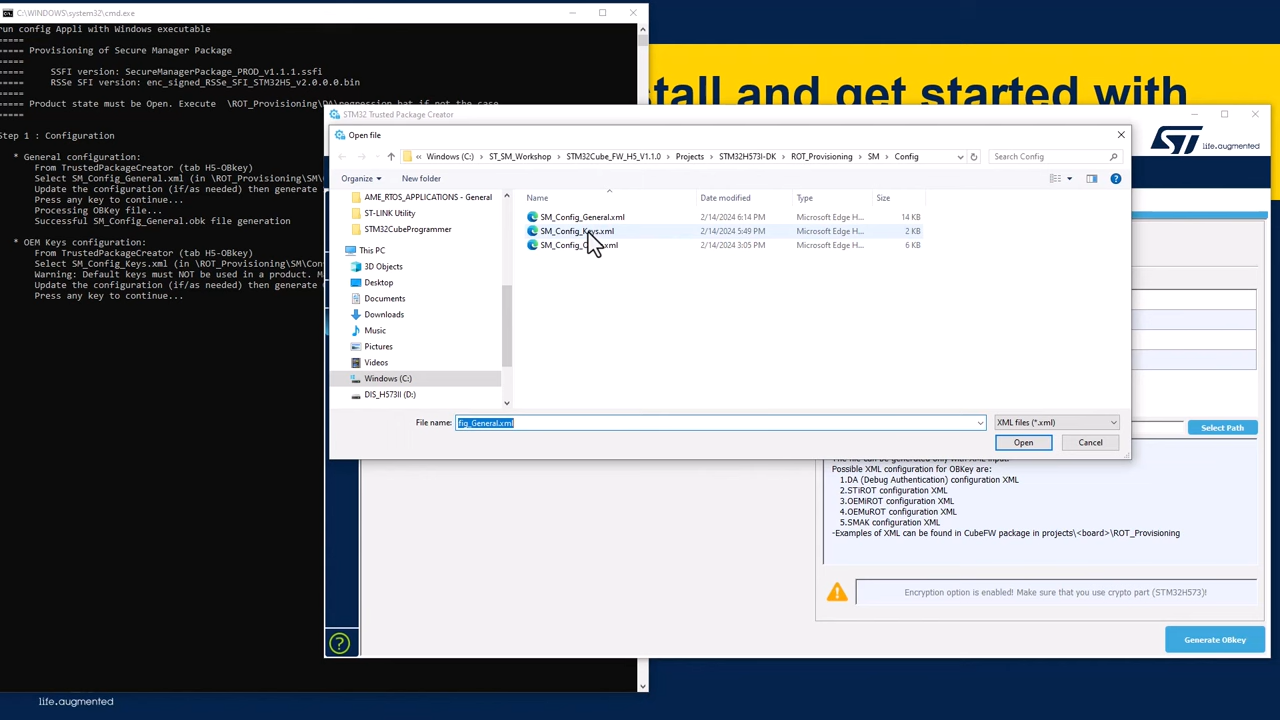 C:\WINDOWS\system32\cmd.exe
run config Appli with Windows executable
=====
===== Provisioning of Secure Manager Package
=====
===== SSFI version: SecureManagerPackage_PROD_v1.1.1.ssfi
===== RSSe SFI version: enc_signed_RSSe_SFI_STM32H5_v2.0.0.0.bin
=====
===== Product state must be Open. Execute \ROT_Provisioning\DA\regression.bat if not the case
=====
Step 1 : Configuration
* General configuration:
From TrustedPackageCreator (tab H5-OBkey)
Select SM_Config_General.xml (in \ROT_Provisioning\SM\
Update the configuration (if/as needed) then generate
Press any key to continue...
Processing OBKey file...
Successful SM_Config_General.obk file generation
* OEM Keys configuration:
From TrustedPackageCreator (tab H5-OBkey)
Select SM_Config_Keys.xml (in \ROT_Provisioning\SM\Con
Warning: Default keys must NOT be used in a product. M
Update the configuration (if/as needed) then generate
Press any key to continue...
stall and get started with
STM32 Trusted Package Creator
ST
life.augmented
Open file
« Windows (C:) › ST_SM_Workshop › STM32Cube_FW_H5_V1.1.0 › Projects › STM32H573I-DK › ROT_Provisioning › SM › Config
Search Config
Organize
New folder
AME_RTOS_APPLICATIONS - General
ST-LINK Utility
STM32CubeProgrammer
This PC
3D Objects
Desktop
Documents
Downloads
Music
Pictures
Videos
Windows (C:)
DIS_H573II (D:)
Name Date modified Type Size
SM_Config_General.xml 2/14/2024 6:14 PM Microsoft Edge H... 14 KB
SM_Config_Keys.xml 2/14/2024 5:49 PM Microsoft Edge H... 2 KB
2/14/2024 3:05 PM Microsoft Edge H... 6 KB
File name: fig_General.xml XML files (*.xml)
Open Cancel
Select Path
Possible XML configuration for OBKey are:
1.DA (Debug Authentication) configuration XML
2.STiROT configuration XML
3.OEMiROT configuration XML
4.OEMuROT configuration XML
5.SMAK configuration XML
-Examples of XML can be found in CubeFW package in projects\<board>\ROT_Provisioning
Encryption option is enabled! Make sure that you use crypto part (STM32H573)!
Generate OBkey
?
life.augmented